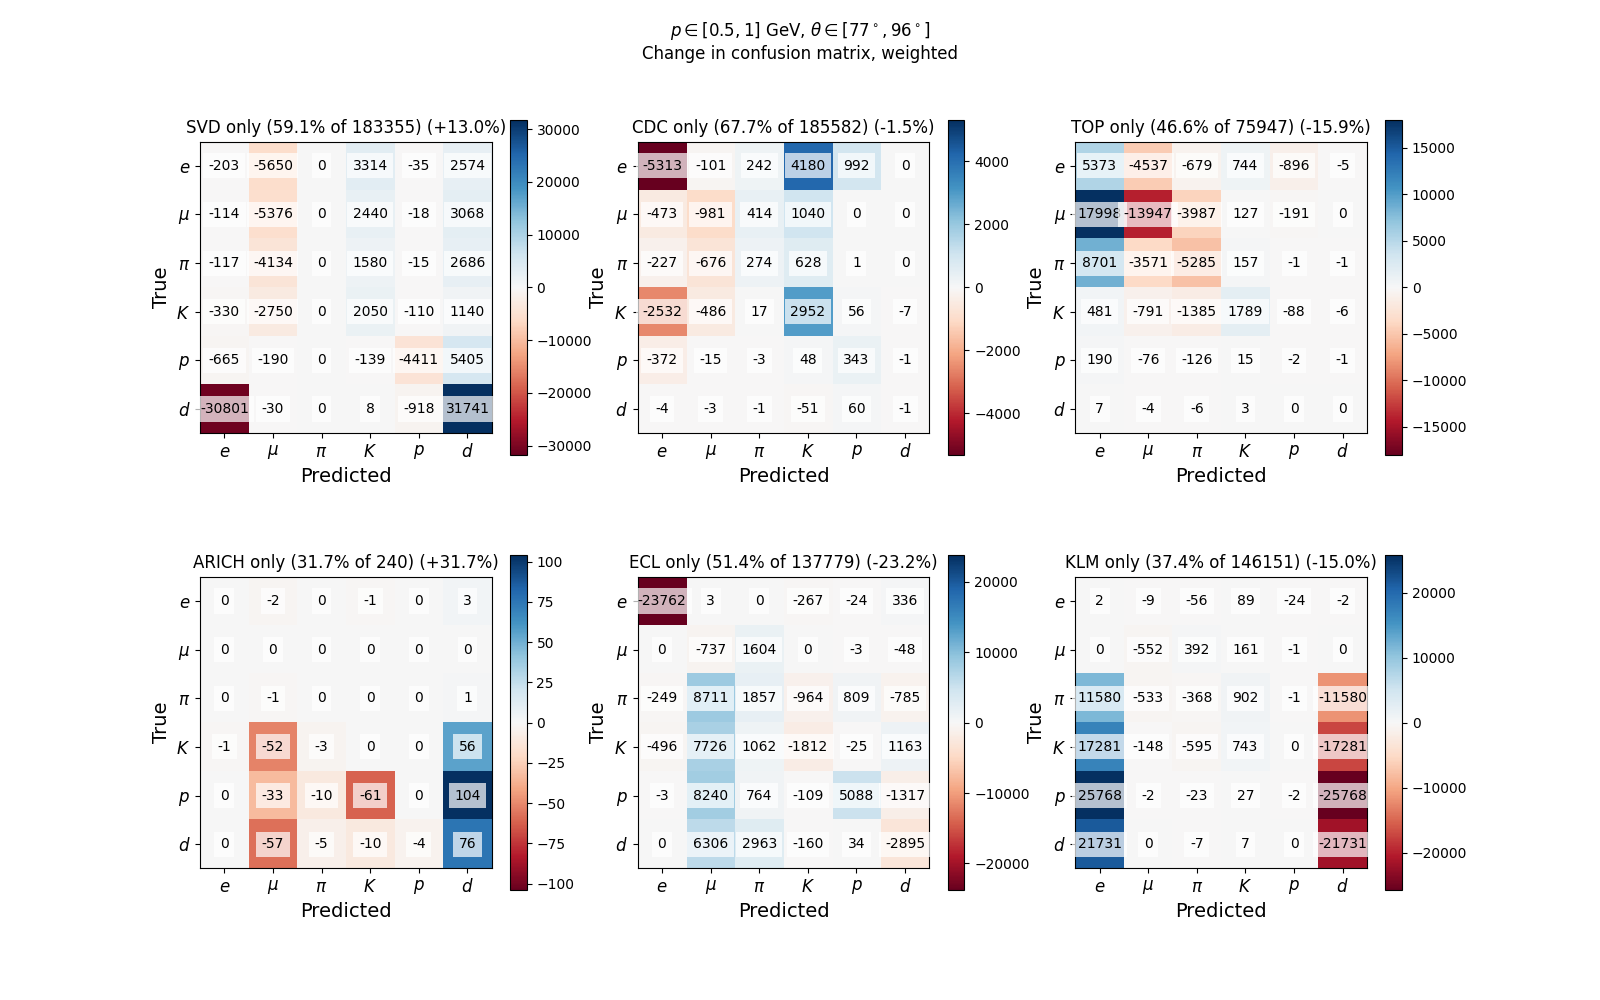 p ∈ [0.5, 1] GeV, θ ∈ [77°, 96°]
Change in confusion matrix, weighted
SVD only (59.1% of 183355) (+13.0%)
True
e -203 -5650 0 3314 -35 2574
μ -114 -5376 0 2440 -18 3068
π -117 -4134 0 1580 -15 2686
K -330 -2750 0 2050 -110 1140
p -665 -190 0 -139 -4411 5405
d -30801 -30 0 8 -918 31741
e μ π K p d
Predicted
30000
20000
10000
0
−10000
−20000
−30000
CDC only (67.7% of 185582) (-1.5%)
True
e -5313 -101 242 4180 992 0
μ -473 -981 414 1040 0 0
π -227 -676 274 628 1 0
K -2532 -486 17 2952 56 -7
p -372 -15 -3 48 343 -1
d -4 -3 -1 -51 60 -1
e μ π K p d
Predicted
4000
2000
0
−2000
−4000
TOP only (46.6% of 75947) (-15.9%)
True
e 5373 -4537 -679 744 -896 -5
μ 17998 -13947 -3987 127 -191 0
π 8701 -3571 -5285 157 -1 -1
K 481 -791 -1385 1789 -88 -6
p 190 -76 -126 15 -2 -1
d 7 -4 -6 3 0 0
e μ π K p d
Predicted
15000
10000
5000
0
−5000
−10000
−15000
ARICH only (31.7% of 240) (+31.7%)
True
e 0 -2 0 -1 0 3
μ 0 0 0 0 0 0
π 0 -1 0 0 0 1
K -1 -52 -3 0 0 56
p 0 -33 -10 -61 0 104
d 0 -57 -5 -10 -4 76
e μ π K p d
Predicted
100
75
50
25
0
−25
−50
−75
−100
ECL only (51.4% of 137779) (-23.2%)
True
e -23762 3 0 -267 -24 336
μ 0 -737 1604 0 -3 -48
π -249 8711 1857 -964 809 -785
K -496 7726 1062 -1812 -25 1163
p -3 8240 764 -109 5088 -1317
d 0 6306 2963 -160 34 -2895
e μ π K p d
Predicted
20000
10000
0
−10000
−20000
KLM only (37.4% of 146151) (-15.0%)
True
e 2 -9 -56 89 -24 -2
μ 0 -552 392 161 -1 0
π 11580 -533 -368 902 -1 -11580
K 17281 -148 -595 743 0 -17281
p 25768 -2 -23 27 -2 -25768
d 21731 0 -7 7 0 -21731
e μ π K p d
Predicted
20000
10000
0
−10000
−20000